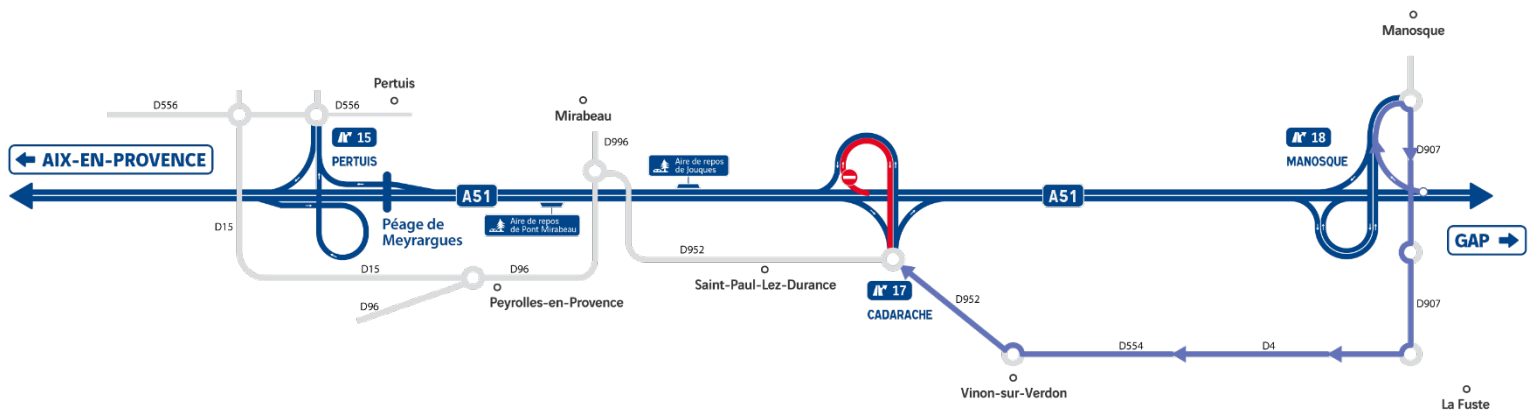 Manosque
Pertuis
Mirabeau
D556
D556
15
PERTUIS
D996
18
MANOSQUE
D907
AIX-EN-PROVENCE
Aire de repos
de Jouques
A51
A51
Péage de
Meyrargues
Aire de repos
de Pont Mirabeau
D15
GAP
D952
D15
D96
Saint-Paul-Lez-Durance
D96
Peyrolles-en-Provence
17
CADARACHE
D952
D907
D554
D4
Vinon-sur-Verdon
La Fuste